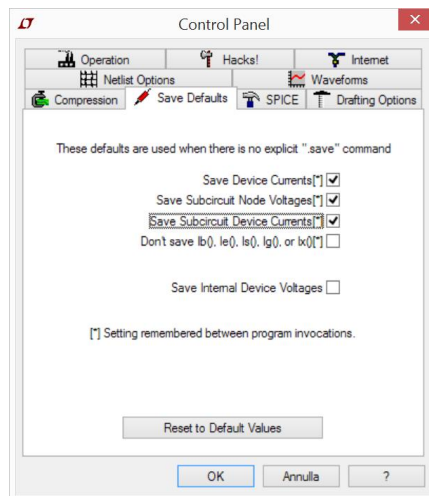 Control Panel
Operation
Hacks!
Internet
Netlist Options
Waveforms
Compression
Save Defaults
SPICE
Drafting Options
These defaults are used when there is no explicit ".save" command
Save Device Currents[*]
Save Subcircuit Node Voltages[*]
Save Subcircuit Device Currents[*]
Don't save Ib(), Ie(), Is(), Ig(), or Ix()[*]
Save Internal Device Voltages
[*] Setting remembered between program invocations.
Reset to Default Values
OK
Annulla
?